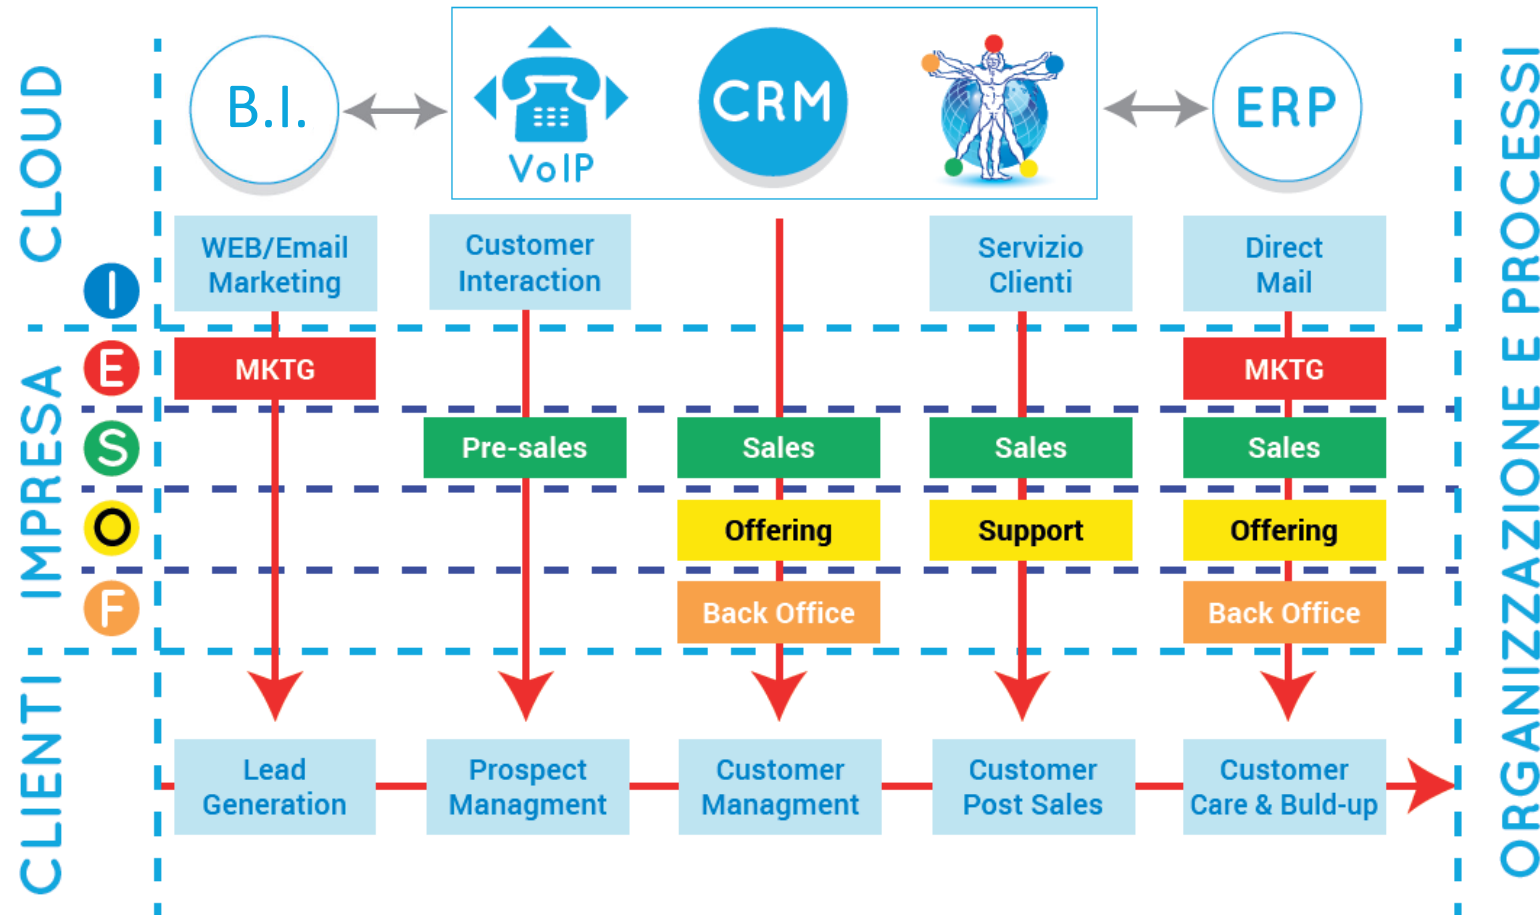 CLOUD
B.I.
VoIP
CRM
ERP
WEB/Email
Marketing
Customer
Interaction
Servizio
Clienti
Direct
Mail
I
IMPRESA
E
MKTG
MKTG
S
Pre-sales
Sales
Sales
Sales
O
Offering
Support
Offering
F
Back Office
Back Office
CLIENTI
Lead
Generation
Prospect
Managment
Customer
Managment
Customer
Post Sales
Customer
Care & Buld-up
ORGANIZZAZIONE E PROCESSI